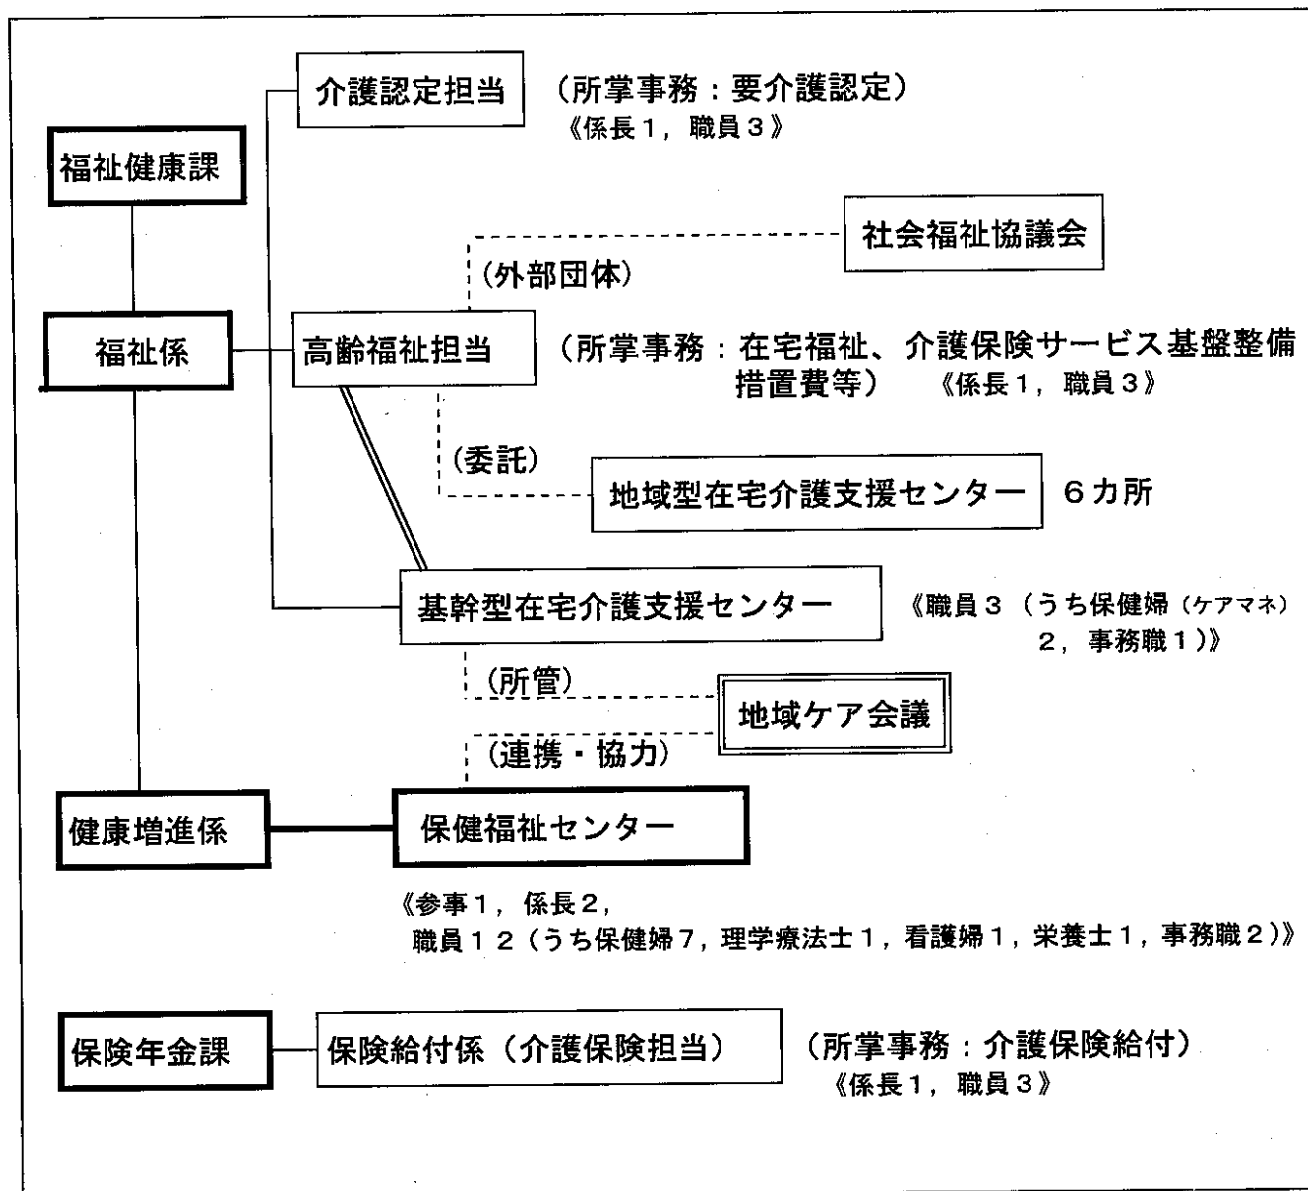 介護認定担当 （所掌事務：要介護認定）
《係長１，職員３》
福祉健康課
社会福祉協議会
（外部団体）
福祉係 高齢福祉担当 （所掌事務：在宅福祉、介護保険サービス基盤整備
措置費等） 《係長１，職員３》
（委託）
地域型在宅介護支援センター ６カ所
基幹型在宅介護支援センター 《職員３（うち保健婦（ケアマネ）
２，事務職１）》
（所管）
地域ケア会議
（連携・協力）
健康増進係 保健福祉センター
《参事１，係長２，
職員１２（うち保健婦７，理学療法士１，看護婦１，栄養士１，事務職２）》
保険年金課 保険給付係（介護保険担当） （所掌事務：介護保険給付）
《係長１，職員３》